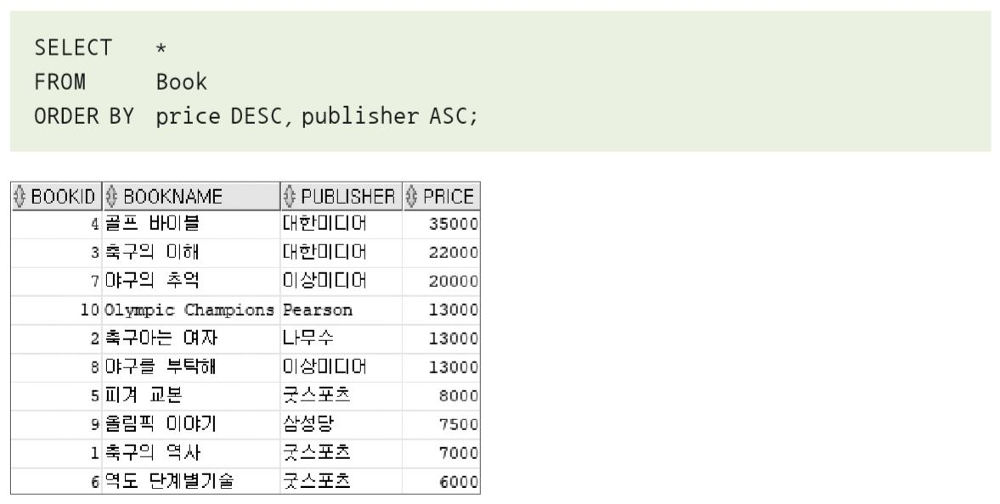 SELECT *
FROM Book
ORDER BY price DESC, publisher ASC;
BOOKID BOOKNAME PUBLISHER PRICE
4 골프 바이블 대한미디어 35000
3 축구의 이해 대한미디어 22000
7 야구의 추억 이상미디어 20000
10 Olympic Champions Pearson 13000
2 축구아는 여자 나무수 13000
8 야구를 부탁해 이상미디어 13000
5 피겨 교본 굿스포츠 8000
9 올림픽 이야기 삼성당 7500
1 축구의 역사 굿스포츠 7000
6 역도 단계별기술 굿스포츠 6000